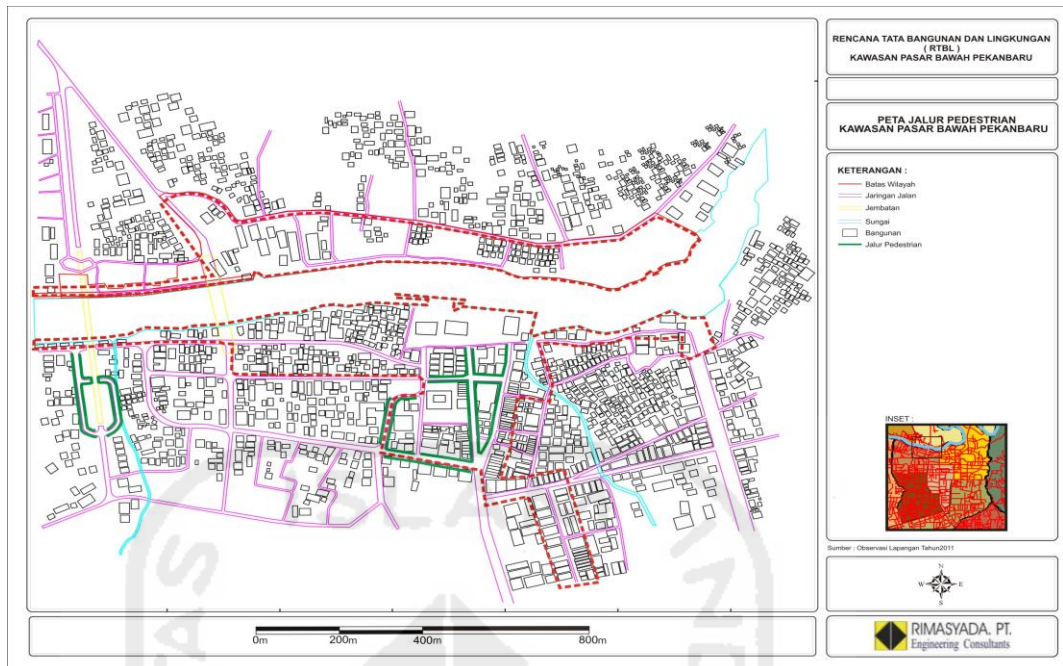 RENCANA TATA BANGUNAN DAN LINGKUNGAN
( RTBL )
KAWASAN PASAR BAWAH PEKANBARU
PETA JALUR PEDESTRIAN
KAWASAN PASAR BAWAH PEKANBARU
KETERANGAN :
Batas Wilayah
Jaringan Jalan
Jembatan
Sungai
Bangunan
Jalur Pedestrian
INSET :
Sumber : Observasi Lapangan Tahun2011
N
W E
S
0m 200m 400m 800m
RIMASYADA. PT.
Engineering Consultants